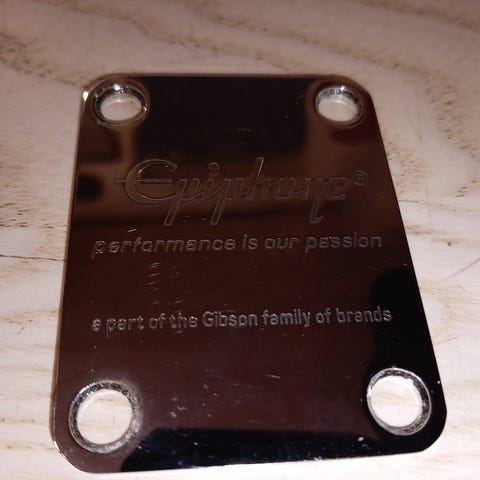 Epiphone®
performance is our passion
a part of the Gibson family of brands